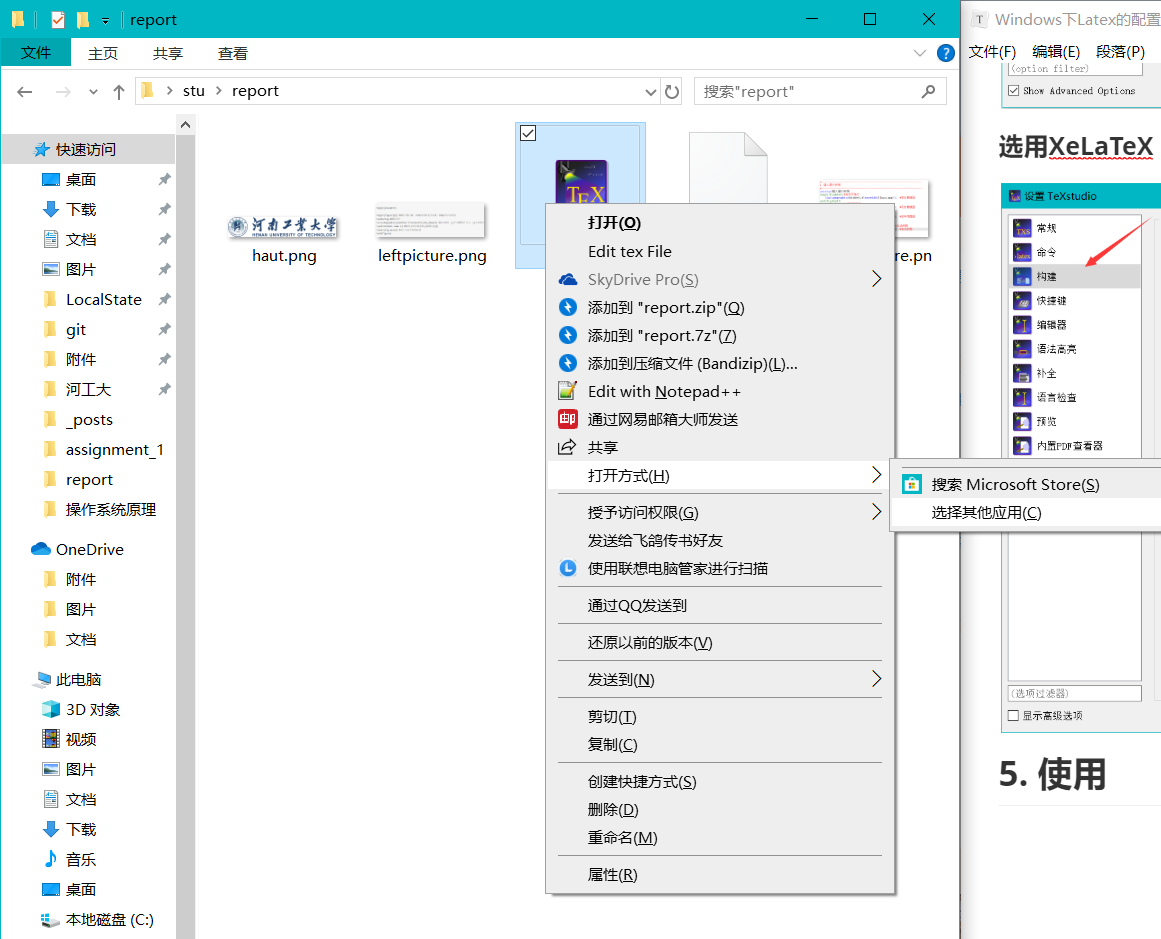 report
文件
主页
共享
查看
stu
report
搜索"report"
快速访问
桌面
下载
文档
图片
LocalState
git
附件
河工大
_posts
assignment_1
report
操作系统原理
OneDrive
附件
图片
文档
此电脑
3D 对象
视频
图片
文档
下载
音乐
桌面
本地磁盘 (C:)
河南工业大学
HENAN UNIVERSITY OF TECHNOLOGY
haut.png
leftpicture.png
TEX
re.pn
打开(O)
Edit tex File
SkyDrive Pro(S)
添加到 "report.zip"(Q)
添加到 "report.7z"(7)
添加到压缩文件 (Bandizip)(L)...
Edit with Notepad++
通过网易邮箱大师发送
共享
打开方式(H)
授予访问权限(G)
发送给飞鸽传书好友
使用联想电脑管家进行扫描
通过QQ发送到
还原以前的版本(V)
发送到(N)
剪切(T)
复制(C)
创建快捷方式(S)
删除(D)
重命名(M)
属性(R)
搜索 Microsoft Store(S)
选择其他应用(C)
T Windows下Latex的配置
文件(F) 编辑(E) 段落(P)
(option filter)
Show Advanced Options
选用XeLaTeX
设置 TeXstudio
常规
命令
构建
快捷键
编辑器
语法高亮
补全
语言检查
预览
内置PDF查看器
(选项过滤器)
显示高级选项
5. 使用